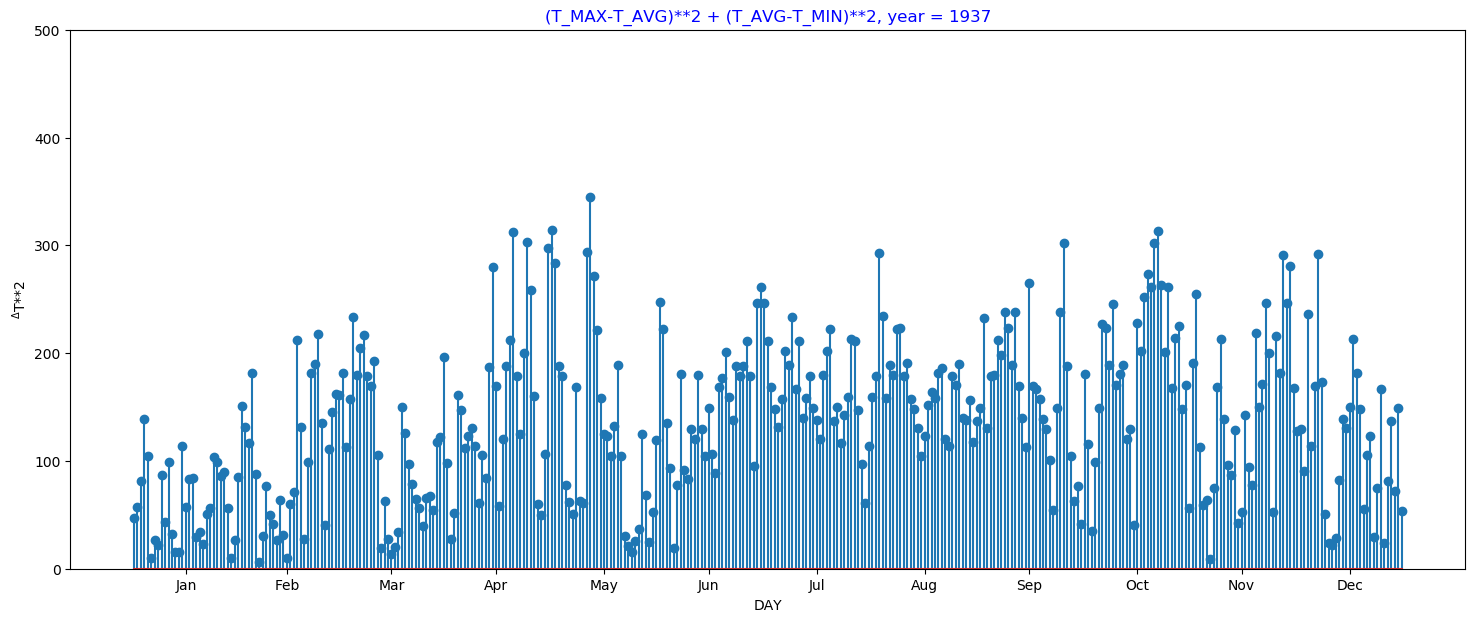 (T_MAX-T_AVG)**2 + (T_AVG-T_MIN)**2, year = 1937
500
400
300
200
100
0
ΔT**2
Jan Feb Mar Apr May Jun Jul Aug Sep Oct Nov Dec
DAY